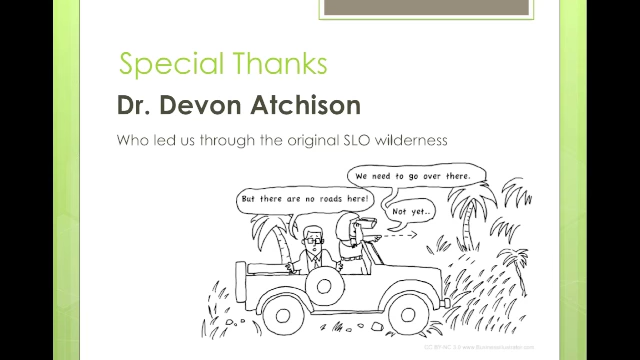 Special Thanks
Dr. Devon Atchison
Who led us through the original SLO wilderness
We need to go over there.
But there are no roads here!
Not yet..